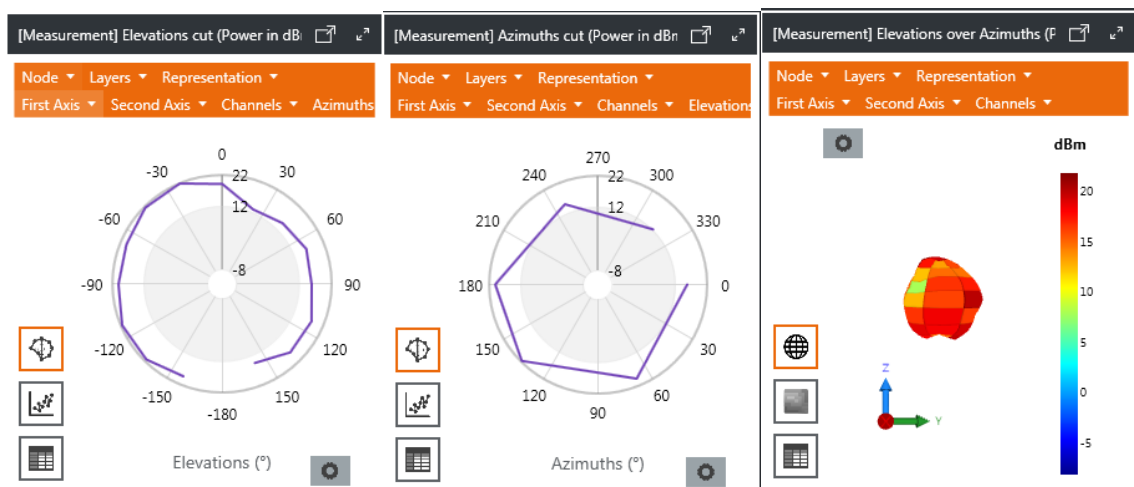 [Measurement] Elevations cut (Power in dB
Node Layers Representation
First Axis Second Axis Channels Azimuths
0
-30 30
22
12
-60 60
-8
-90 90
-120 120
-150 150
-180
Elevations (°)
[Measurement] Azimuths cut (Power in dBm
Node Layers Representation
First Axis Second Axis Channels Elevations
270
240 300
22
12
210 330
-8
180 0
150 30
120 60
90
Azimuths (°)
[Measurement] Elevations over Azimuths (P
Node Layers Representation
First Axis Second Axis Channels
dBm
20
15
10
5
0
-5
Z
Y